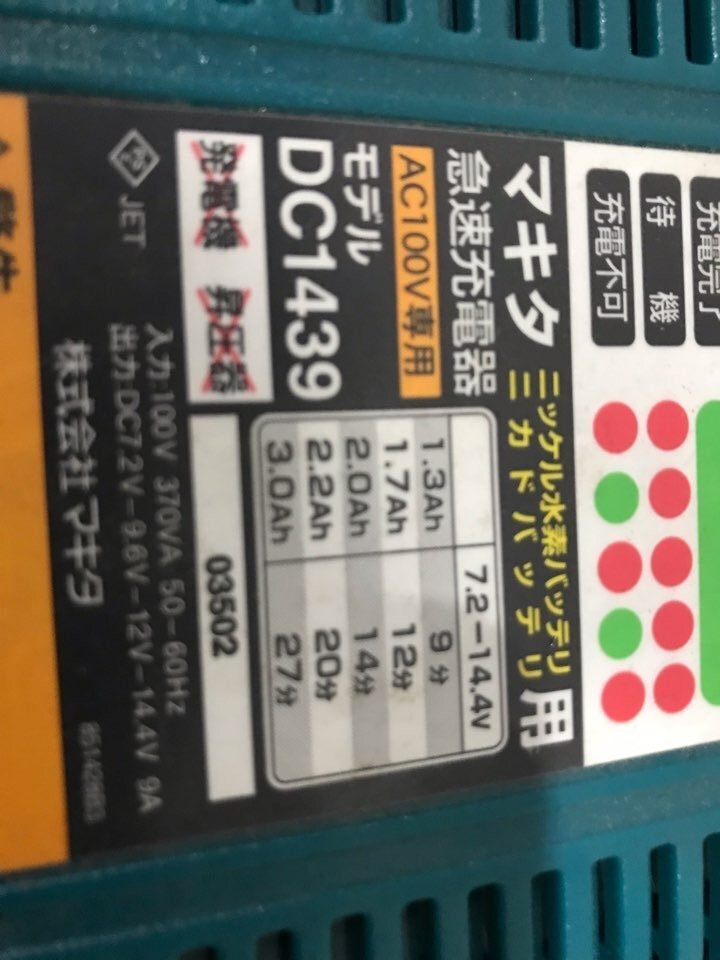 充電完了
待機
充電不可
マキタ
ニッケル水素バッテリ
ニカドバッテリ
用
急速充電器
AC100V専用
モデル
DC1439
発電機 昇圧器
JET
7.2-14.4V
1.3Ah 9分
1.7Ah 12分
2.0Ah 14分
2.2Ah 20分
3.0Ah 27分
03502
入力:100V 370VA 50-60Hz
出力:DC7.2V-9.6V-12V-14.4V 9A
株式会社マキタ